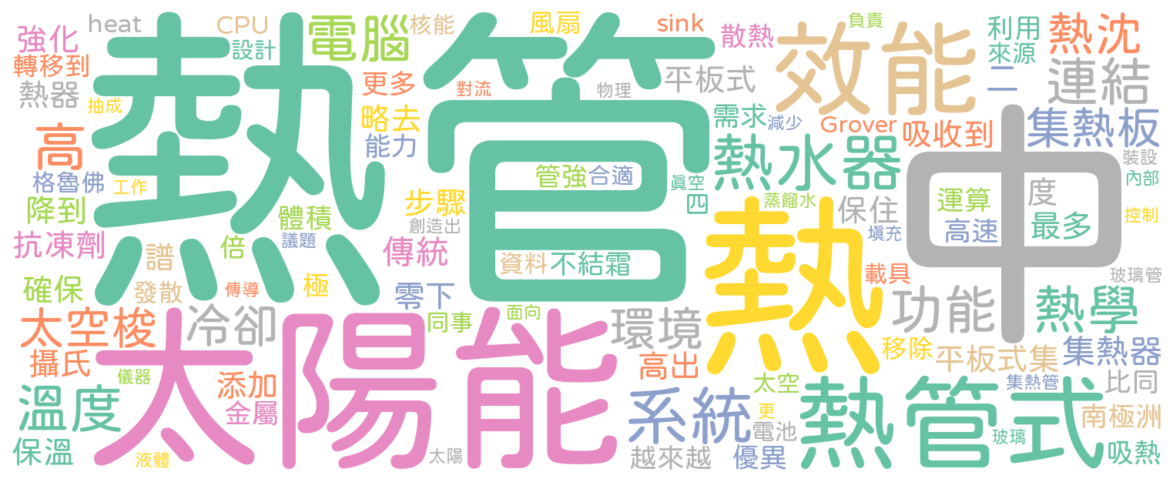 熱管
中
太陽能
熱
效能
熱管式
系統
熱水器
電腦
溫度
太空梭
冷卻
環境
功能
熱學
連結
熱沈
集熱板
高
heat
CPU
核能
風扇
sink
散熱
負責
利用
來源
強化
設計
轉移到
熱器
抽成
更多
對流
物理
平板式
略去
能力
需求
減少
Grover
吸收到
二
裝設
內部
格魯佛
工作
降到
體積
議題
步驟
創造出
管強
合適
真空
四
蒸餾水
保住
填充
運算
高速
度
最多
控制
抗凍劑
譜
倍
傳統
資料
不結霜
載具
玻璃管
確保
發散
傳導
極
零下
同事
面向
攝氏
儀器
添加
金屬
高出
移除
平板式集
集熱器
保溫
液體
太陽
越來越
太空
更
電池
優異
集熱管
玻璃
比同
南極洲
吸熱